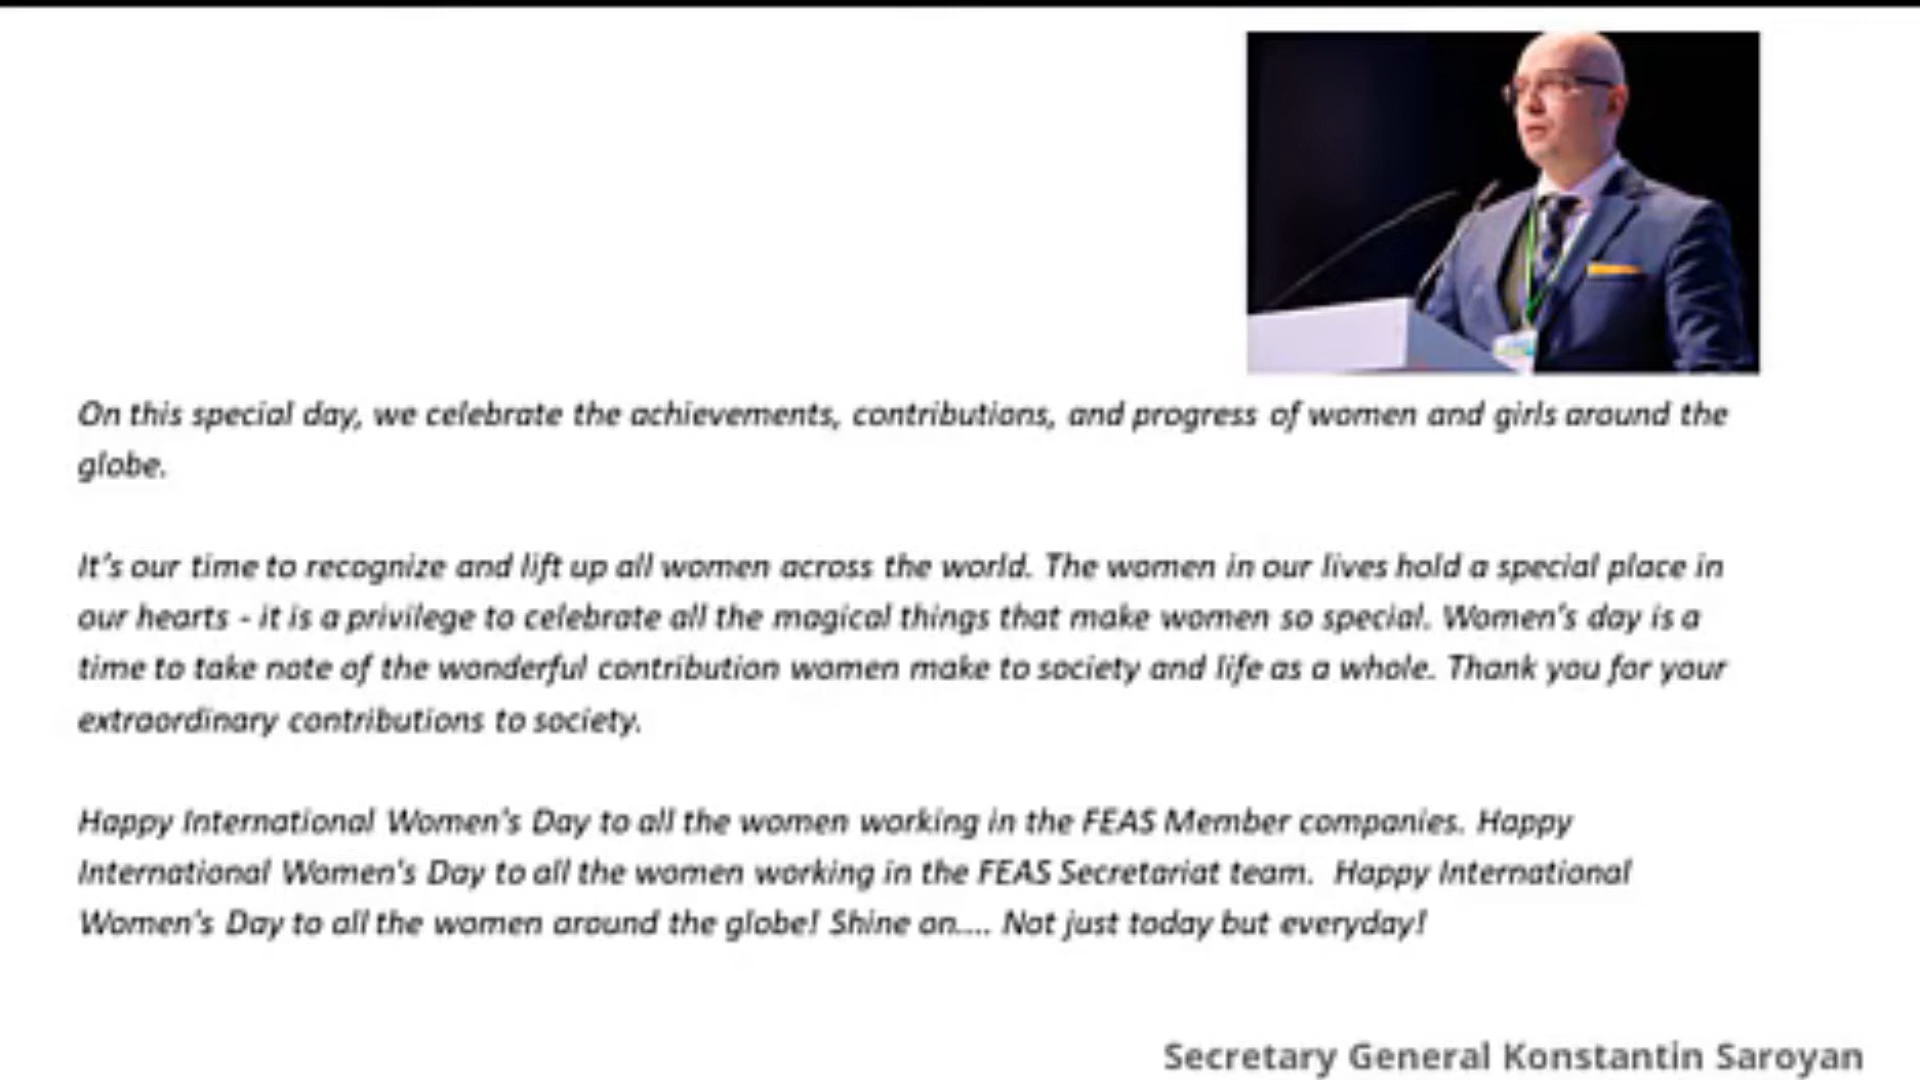 On this special day, we celebrate the achievements, contributions, and progress of women and girls around the
globe.
It's our time to recognize and lift up all women across the world. The women in our lives hold a special place in
our hearts - it is a privilege to celebrate all the magical things that make women so special. Women's day is a
time to take note of the wonderful contribution women make to society and life as a whole. Thank you for your
extraordinary contributions to society.
Happy International Women's Day to all the women working in the FEAS Member companies. Happy
International Women's Day to all the women working in the FEAS Secretariat team. Happy International
Women's Day to all the women around the globe! Shine on.... Not just today but everyday!
Secretary General Konstantin Saroyan